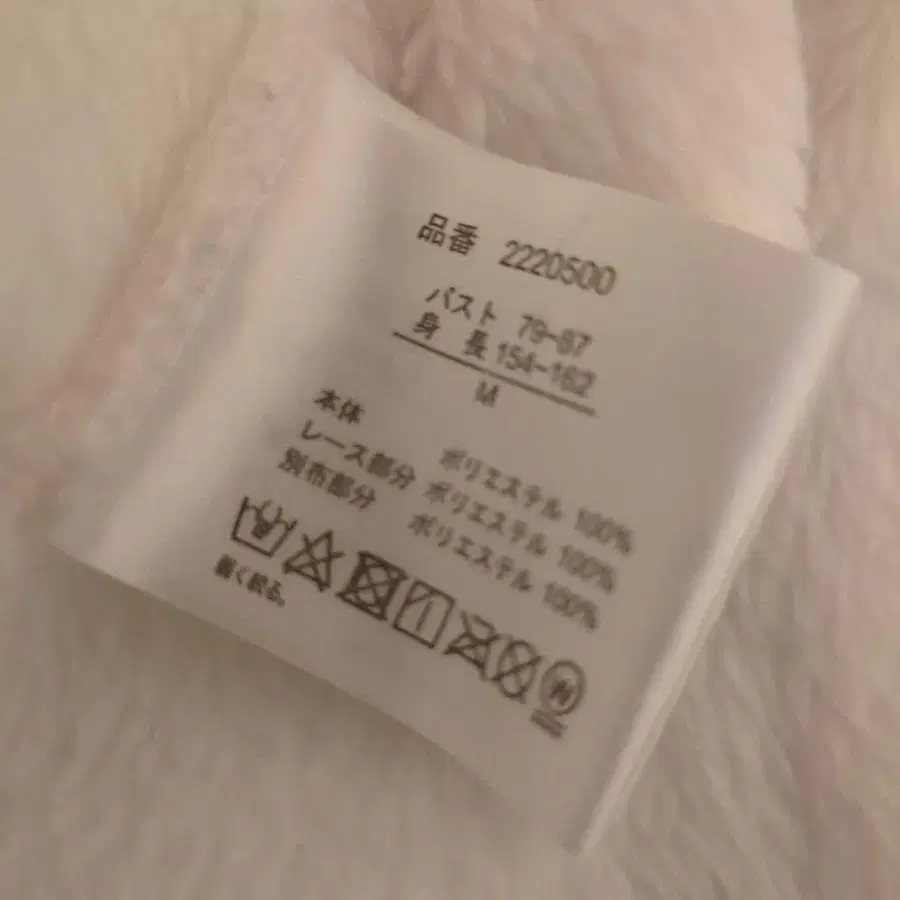 品番 2220500
バスト 79-87
身長 154-162
M
本体 ポリエステル 100%
レース部分 ポリエステル 100%
別布部分 ポリエステル 100%
弱く絞る。
W